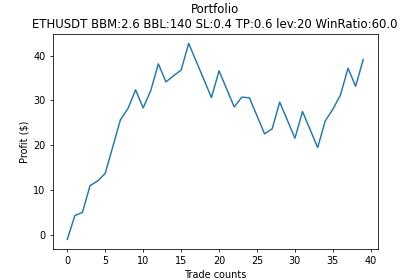 Portfolio
ETHUSDT BBM:2.6 BBL:140 SL:0.4 TP:0.6 lev:20 WinRatio:60.0
Profit ($)
40
30
20
10
0
0 5 10 15 20 25 30 35 40
Trade counts